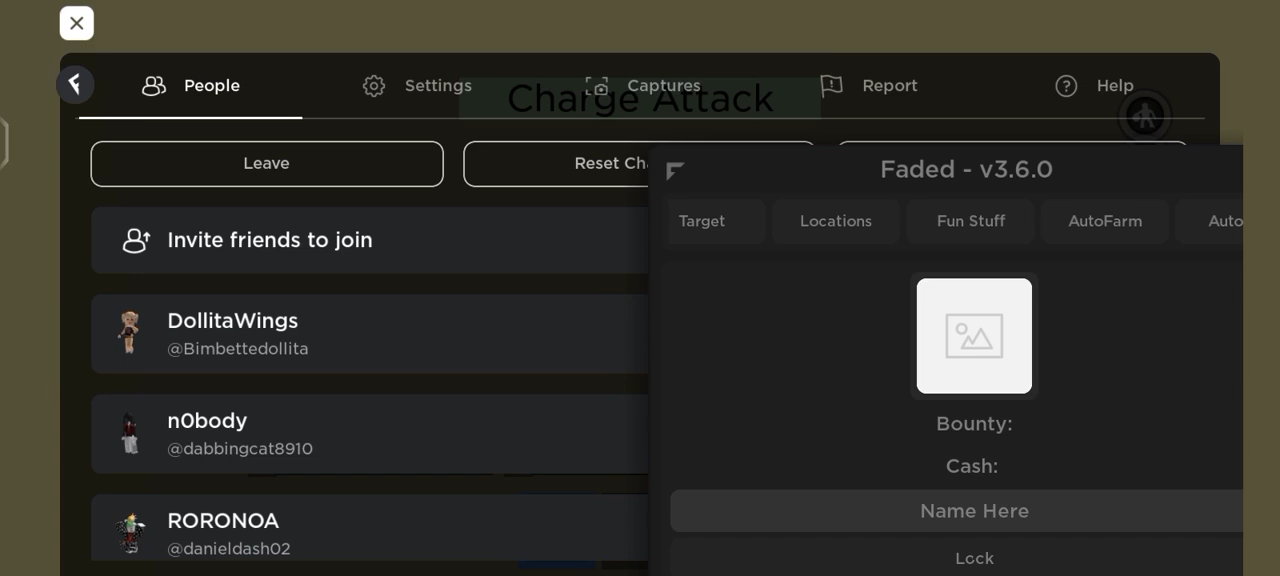 People
Settings
Captures
Report
Help
Charge Attack
Leave
Reset Cha
Faded - v3.6.0
Target
Locations
Fun Stuff
AutoFarm
Auto
Invite friends to join
DollitaWings
@Bimbettedollita
n0body
@dabbingcat8910
RORONOA
@danieldash02
Bounty:
Cash:
Name Here
Lock